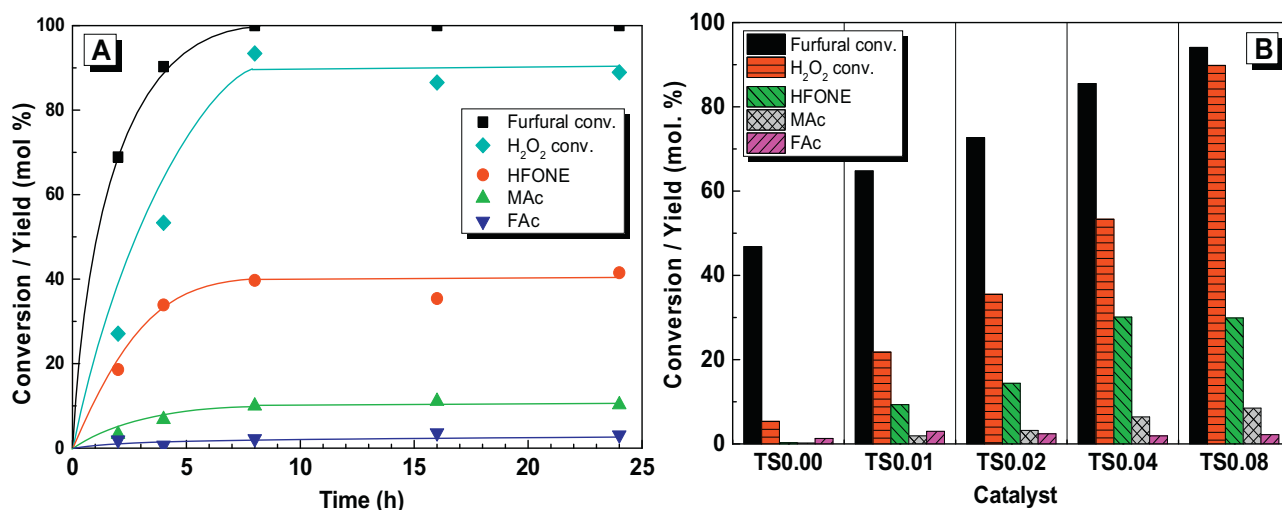 A
Conversion / Yield (mol %)
100
80
60
40
20
0
Furfural conv.
H₂O₂ conv.
HFONE
MAc
FAc
0 5 10 15 20 25
Time (h)
B
Conversion / Yield (mol. %)
100
80
60
40
20
0
Furfural conv.
H₂O₂ conv.
HFONE
MAc
FAc
TS0.00 TS0.01 TS0.02 TS0.04 TS0.08
Catalyst